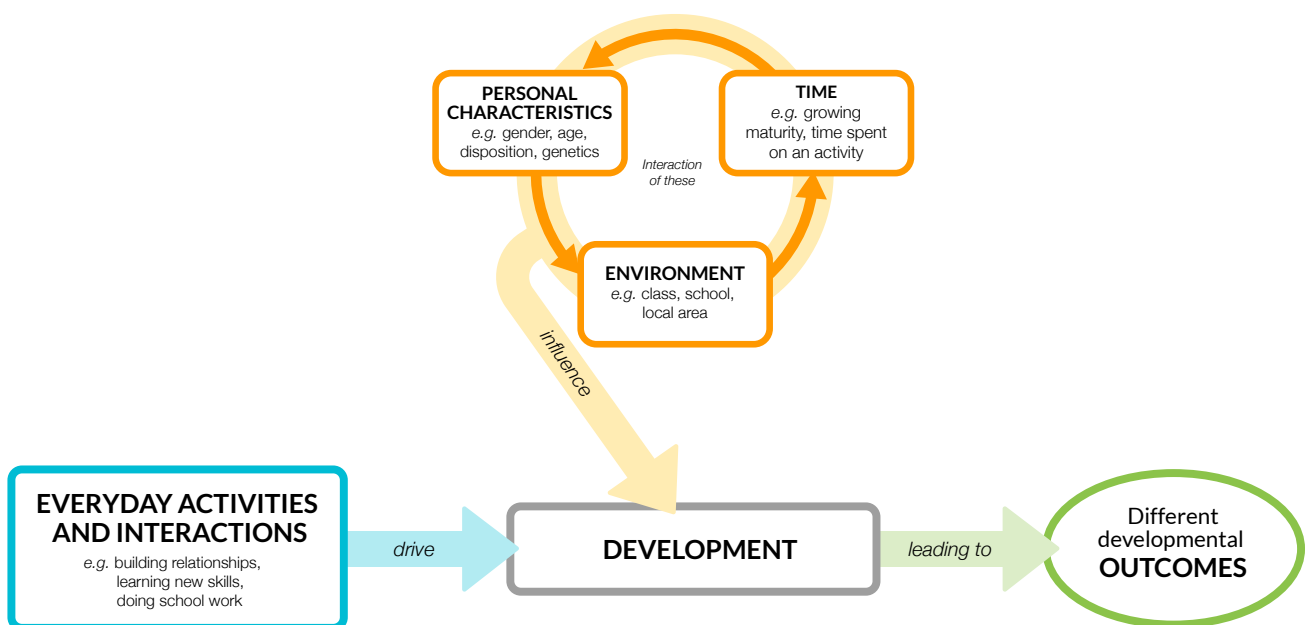 PERSONAL
CHARACTERISTICS
e.g. gender, age,
disposition, genetics
TIME
e.g. growing
maturity, time spent
on an activity
Interaction
of these
ENVIRONMENT
e.g. class, school,
local area
influence
EVERYDAY ACTIVITIES
AND INTERACTIONS
e.g. building relationships,
learning new skills,
doing school work
drive
DEVELOPMENT
leading to
Different
developmental
OUTCOMES